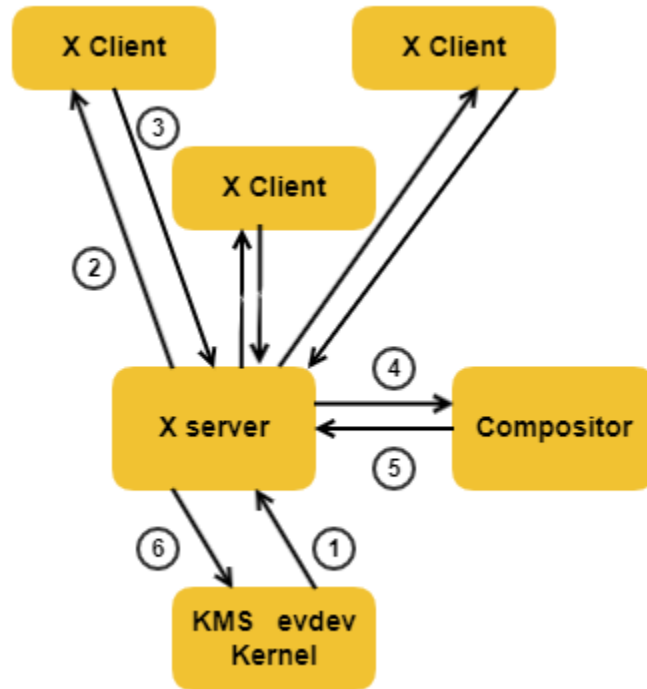 X Client
X Client
3
X Client
2
4
X server
Compositor
5
6
1
KMS evdev
Kernel